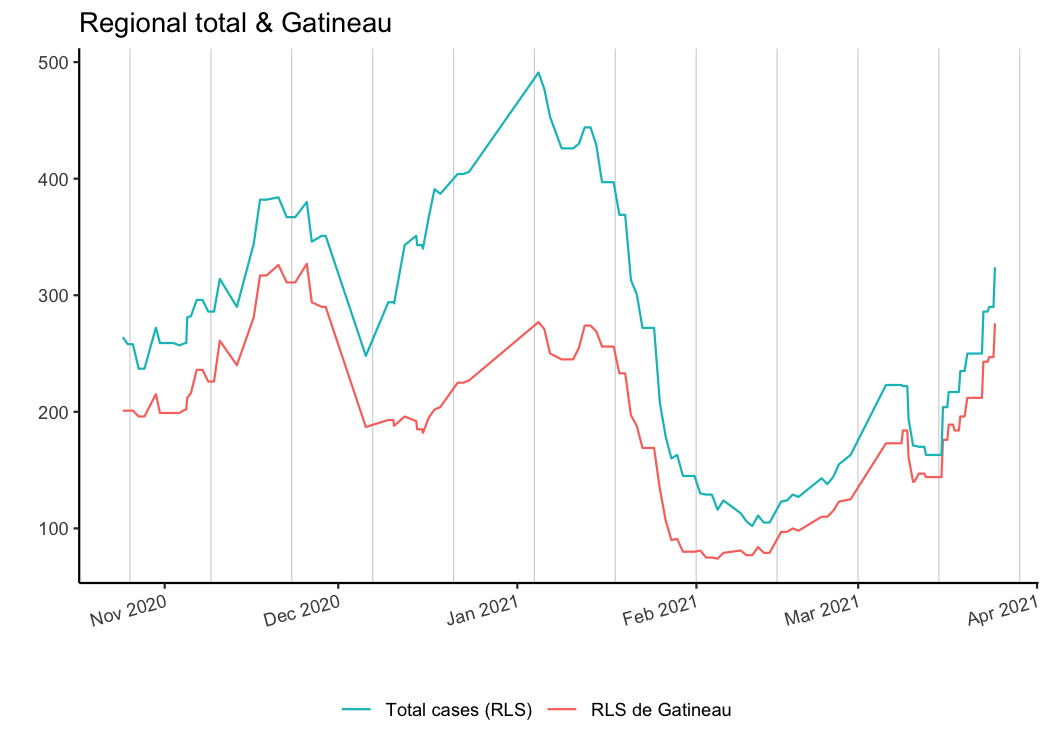 Regional total & Gatineau
500
400
300
200
100
Nov 2020
Dec 2020
Jan 2021
Feb 2021
Mar 2021
Apr 2021
Total cases (RLS)
RLS de Gatineau